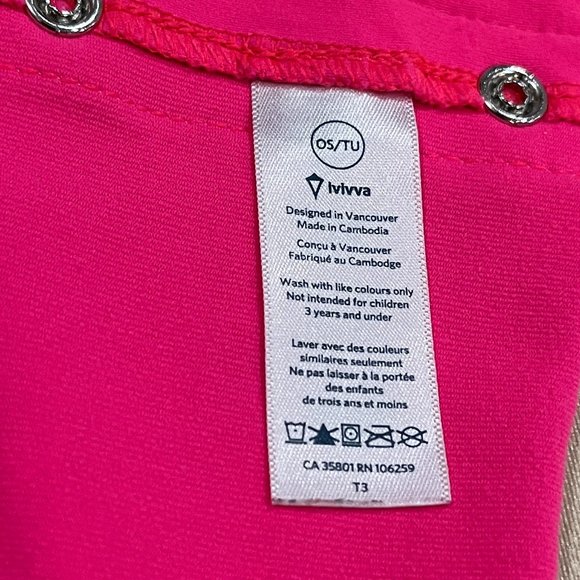 OS/TU
Ivivva
Designed in Vancouver
Made in Cambodia
Conçu à Vancouver
Fabriqué au Cambodge
Wash with like colours only
Not intended for children
3 years and under
Laver avec des couleurs
similaires seulement
Ne pas laisser à la portée
des enfants
de trois ans et moins
CA 35801 RN 106259
T3